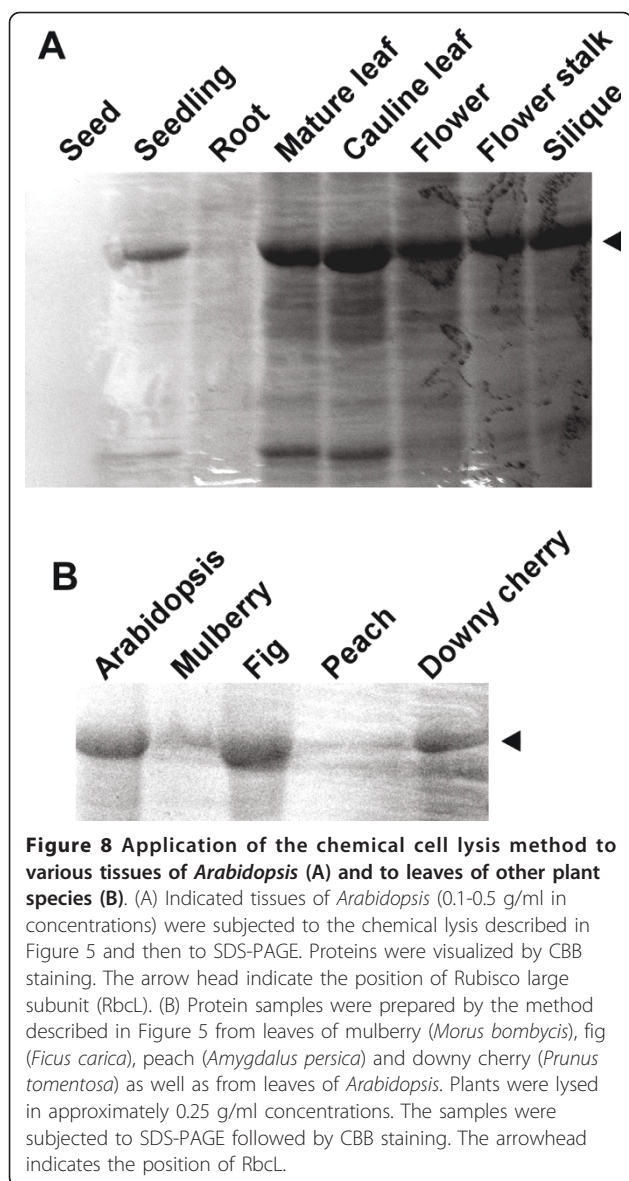 A
Seed
Seedling
Root
Mature leaf
Cauline leaf
Flower
Flower stalk
Silique
B
Arabidopsis
Mulberry
Fig
Peach
Downy cherry
Figure 8 Application of the chemical cell lysis method to
various tissues of Arabidopsis (A) and to leaves of other plant
species (B). (A) Indicated tissues of Arabidopsis (0.1-0.5 g/ml in
concentrations) were subjected to the chemical lysis described in
Figure 5 and then to SDS-PAGE. Proteins were visualized by CBB
staining. The arrow head indicate the position of Rubisco large
subunit (RbcL). (B) Protein samples were prepared by the method
described in Figure 5 from leaves of mulberry (Morus bombycis), fig
(Ficus carica), peach (Amygdalus persica) and downy cherry (Prunus
tomentosa) as well as from leaves of Arabidopsis. Plants were lysed
in approximately 0.25 g/ml concentrations. The samples were
subjected to SDS-PAGE followed by CBB staining. The arrowhead
indicates the position of RbcL.